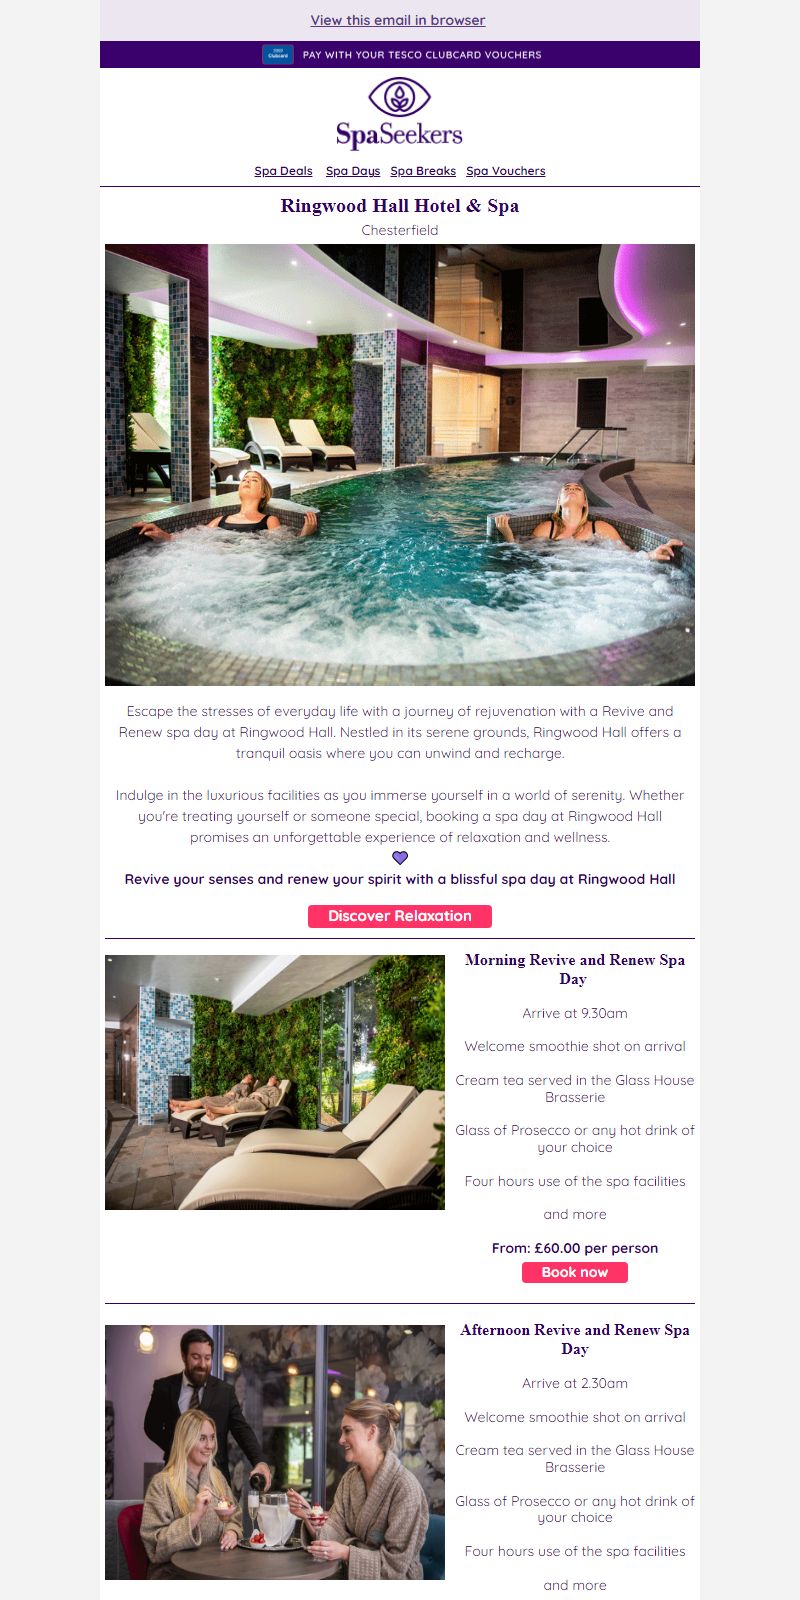 View this email in browser
TESCO Clubcard
PAY WITH YOUR TESCO CLUBCARD VOUCHERS
SpaSeekers
Spa Deals Spa Days Spa Breaks Spa Vouchers
Ringwood Hall Hotel & Spa
Chesterfield
Escape the stresses of everyday life with a journey of rejuvenation with a Revive and
Renew spa day at Ringwood Hall. Nestled in its serene grounds, Ringwood Hall offers a
tranquil oasis where you can unwind and recharge.
Indulge in the luxurious facilities as you immerse yourself in a world of serenity. Whether
you're treating yourself or someone special, booking a spa day at Ringwood Hall
promises an unforgettable experience of relaxation and wellness.
💜
Revive your senses and renew your spirit with a blissful spa day at Ringwood Hall
Discover Relaxation
Morning Revive and Renew Spa
Day
Arrive at 9.30am
Welcome smoothie shot on arrival
Cream tea served in the Glass House
Brasserie
Glass of Prosecco or any hot drink of
your choice
Four hours use of the spa facilities
and more
From: £60.00 per person
Book now
Afternoon Revive and Renew Spa
Day
Arrive at 2.30am
Welcome smoothie shot on arrival
Cream tea served in the Glass House
Brasserie
Glass of Prosecco or any hot drink of
your choice
Four hours use of the spa facilities
and more